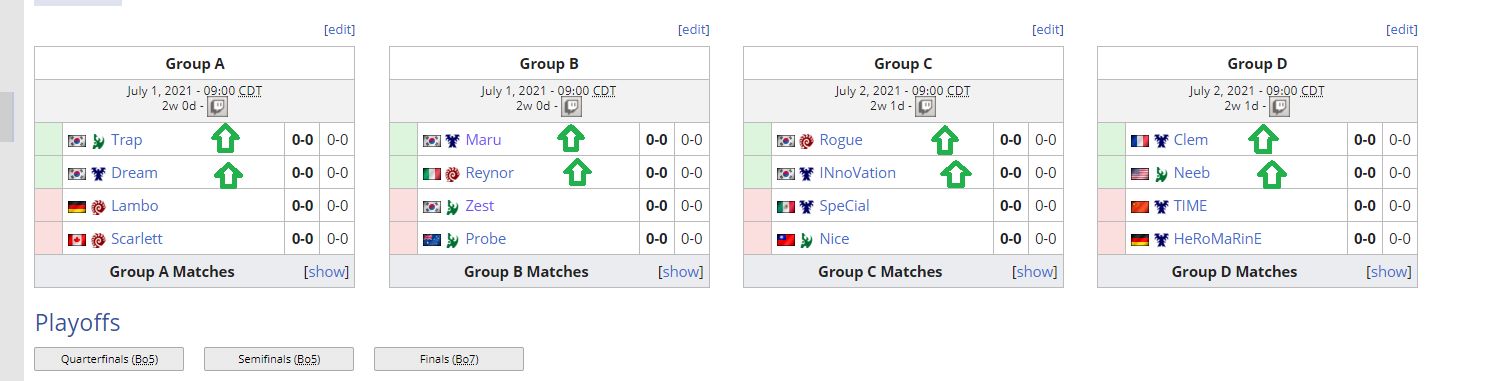 [edit]
Group A
July 1, 2021 - 09:00 CDT
2w 0d -
Trap 0-0 0-0
Dream 0-0 0-0
Lambo 0-0 0-0
Scarlett 0-0 0-0
Group A Matches [show]
[edit]
Group B
July 1, 2021 - 09:00 CDT
2w 0d -
Maru 0-0 0-0
Reynor 0-0 0-0
Zest 0-0 0-0
Probe 0-0 0-0
Group B Matches [show]
[edit]
Group C
July 2, 2021 - 09:00 CDT
2w 1d -
Rogue 0-0 0-0
INnoVation 0-0 0-0
SpeCial 0-0 0-0
Nice 0-0 0-0
Group C Matches [show]
[edit]
Group D
July 2, 2021 - 09:00 CDT
2w 1d -
Clem 0-0 0-0
Neeb 0-0 0-0
TIME 0-0 0-0
HeRoMaRinE 0-0 0-0
Group D Matches [show]
Playoffs
Quarterfinals (Bo5) Semifinals (Bo5) Finals (Bo7)